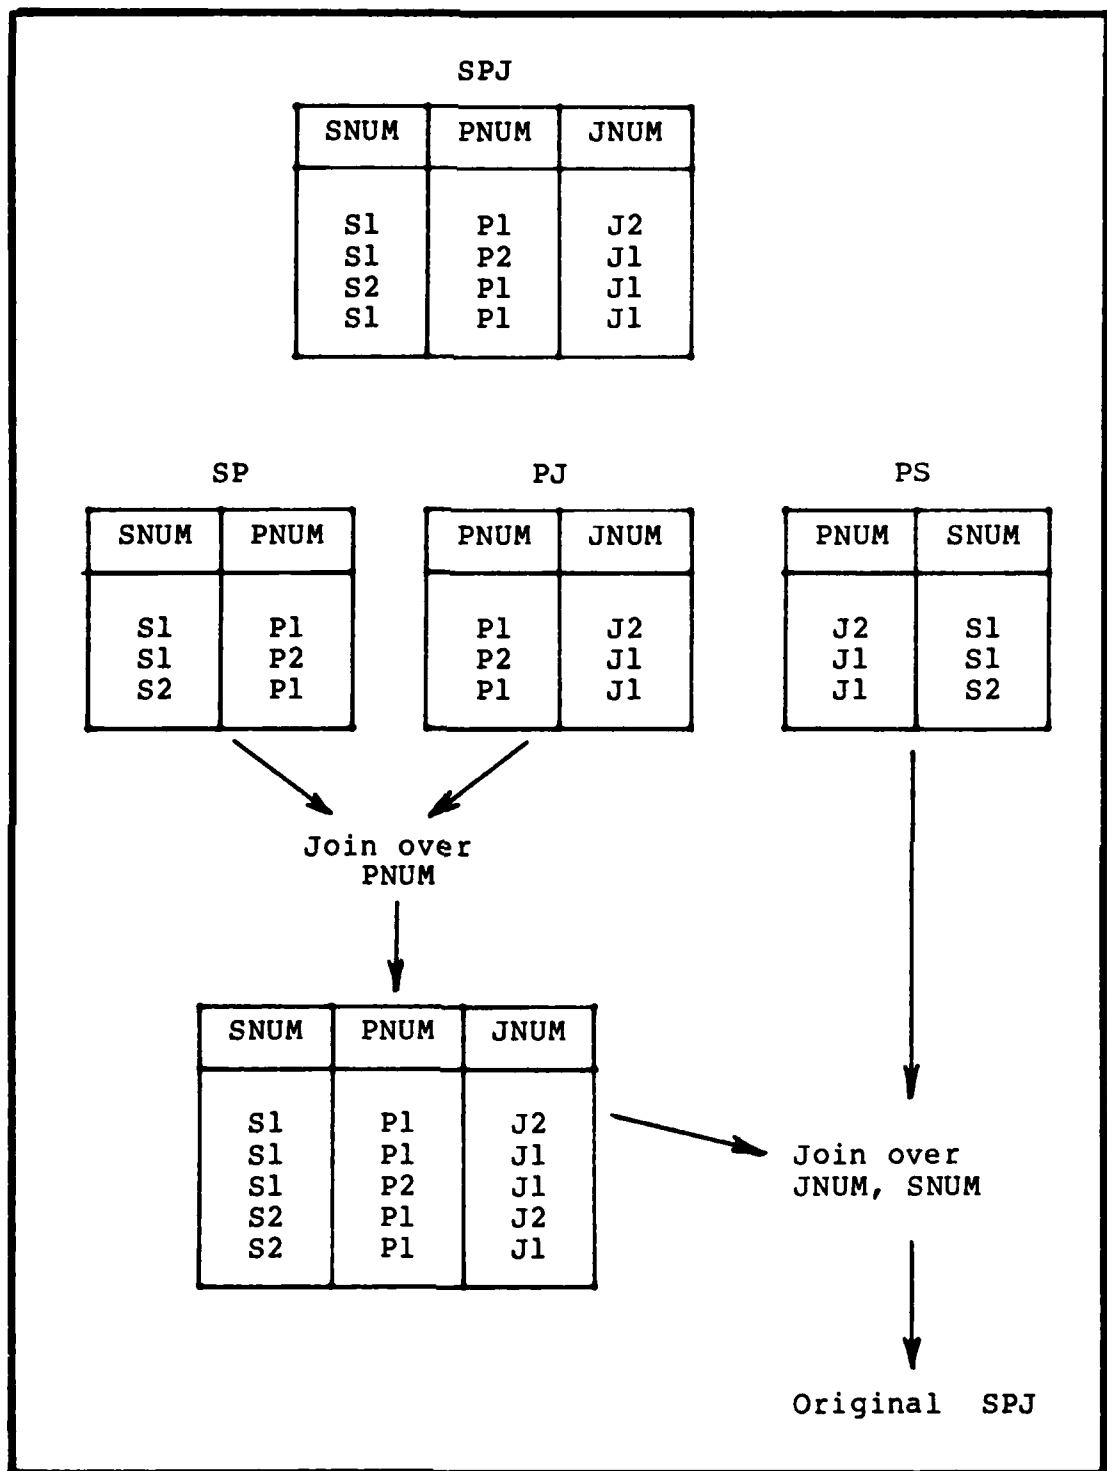 SPJ
SNUM PNUM JNUM
S1 P1 J2
S1 P2 J1
S2 P1 J1
S1 P1 J1
SP PJ PS
SNUM PNUM PNUM JNUM PNUM SNUM
S1 P1 P1 J2 J2 S1
S1 P2 P2 J1 J1 S1
S2 P1 P1 J1 J1 S2
Join over
PNUM
SNUM PNUM JNUM
S1 P1 J2
S1 P1 J1
S1 P2 J1
S2 P1 J2
S2 P1 J1
Join over
JNUM, SNUM
Original SPJ